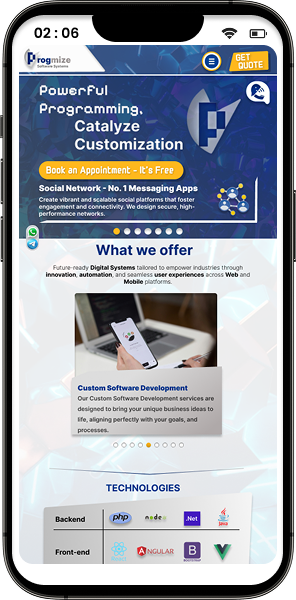 02:06
Progmize
Software Systems
GET
QUOTE
Powerful
Programming,
Catalyze
Customization
Book an Appointment - It's Free
Social Network - No. 1 Messaging Apps
Create vibrant and scalable social platforms that foster
engagement and connectivity. We design secure, high-
performance networks.
What we offer
Future-ready Digital Systems tailored to empower industries through
innovation, automation, and seamless user experiences across Web and
Mobile platforms.
Custom Software Development
Our Custom Software Development services are
designed to bring your unique business ideas to
life, aligning perfectly with your goals, and
processes.
TECHNOLOGIES
Backend php node .Net Java
Front-end React ANGULAR B BOOTSTRAP